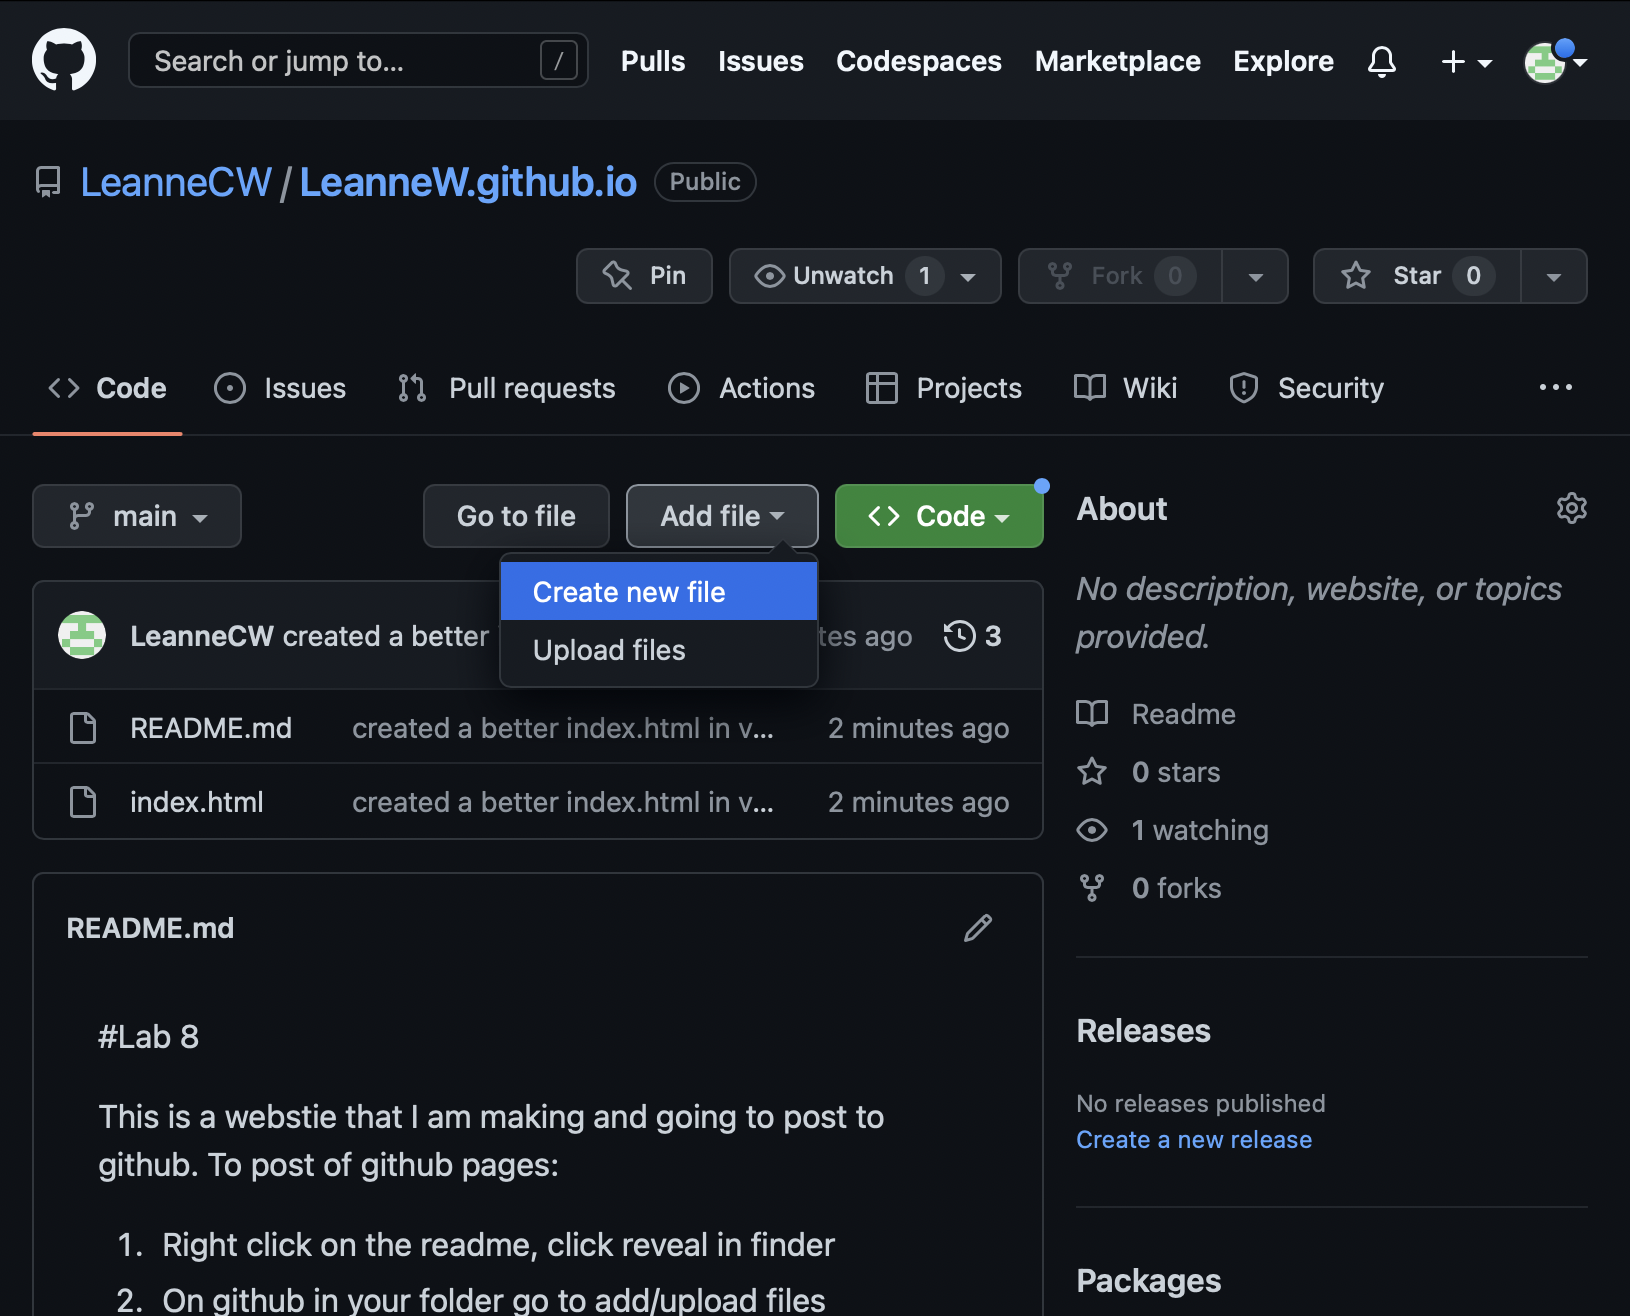 Search or jump to... / Pulls Issues Codespaces Marketplace Explore
LeanneCW / LeanneW.github.io Public
Pin Unwatch 1 Fork 0 Star 0
Code Issues Pull requests Actions Projects Wiki Security
main Go to file Add file Code
Create new file
Upload files
LeanneCW created a better tes ago 3
README.md created a better index.html in v... 2 minutes ago
index.html created a better index.html in v... 2 minutes ago
README.md
#Lab 8
This is a webstie that I am making and going to post to
github. To post of github pages:
1. Right click on the readme, click reveal in finder
2. On github in your folder go to add/upload files
About
No description, website, or topics
provided.
Readme
0 stars
1 watching
0 forks
Releases
No releases published
Create a new release
Packages